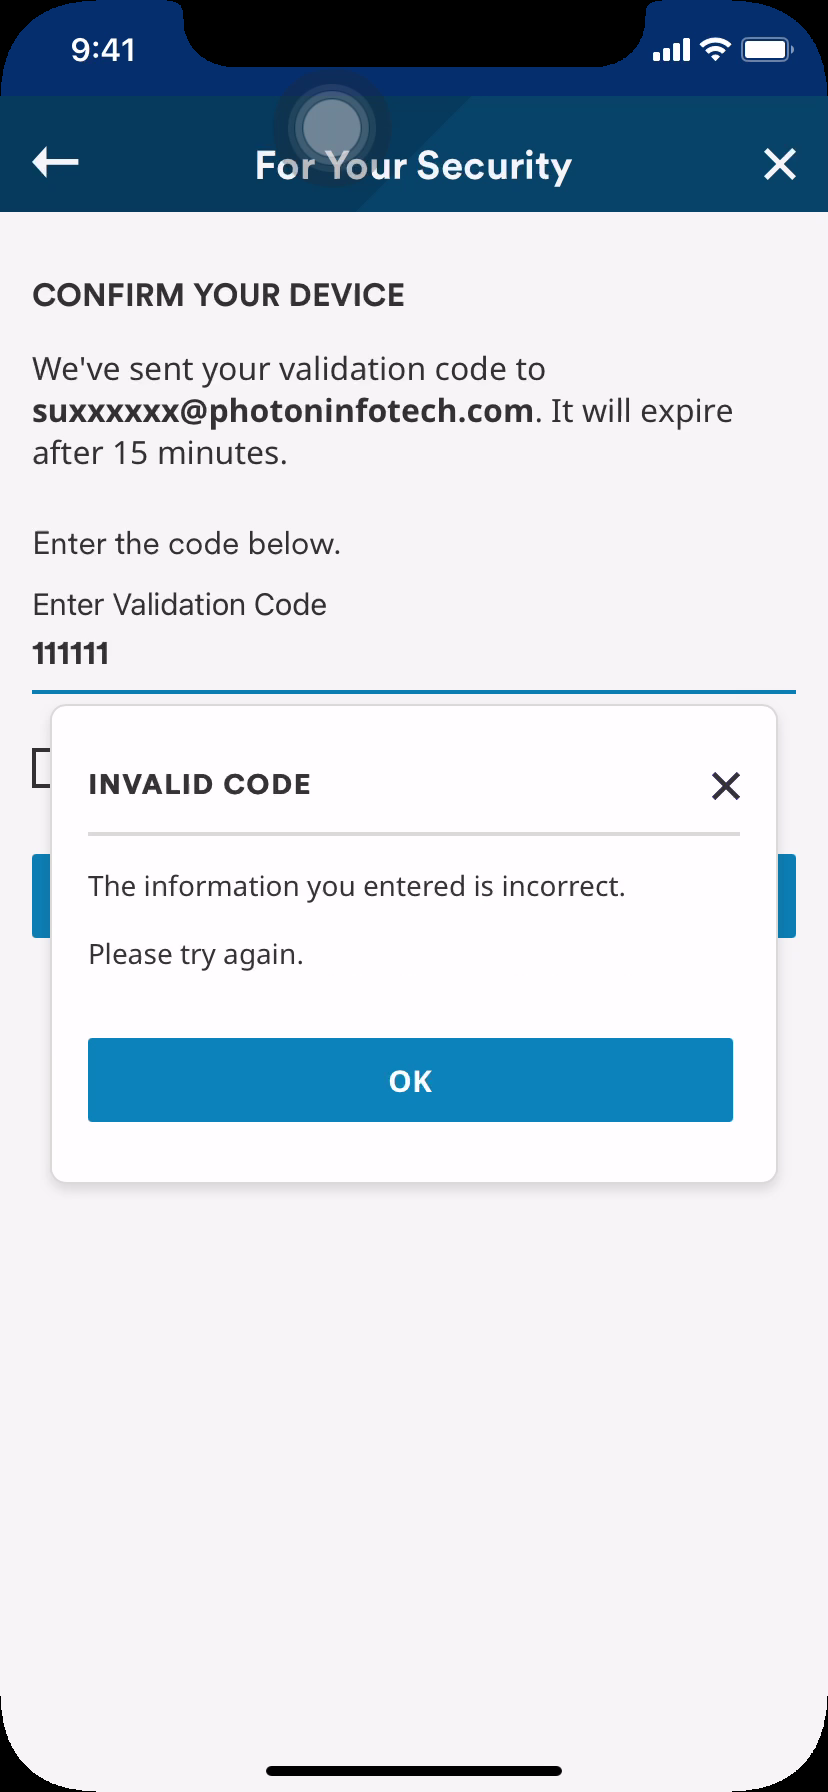 9:41
For Your Security
CONFIRM YOUR DEVICE
We've sent your validation code to
suxxxxxx@photoninfotech.com. It will expire
after 15 minutes.
Enter the code below.
Enter Validation Code
111111
INVALID CODE
The information you entered is incorrect.
Please try again.
OK